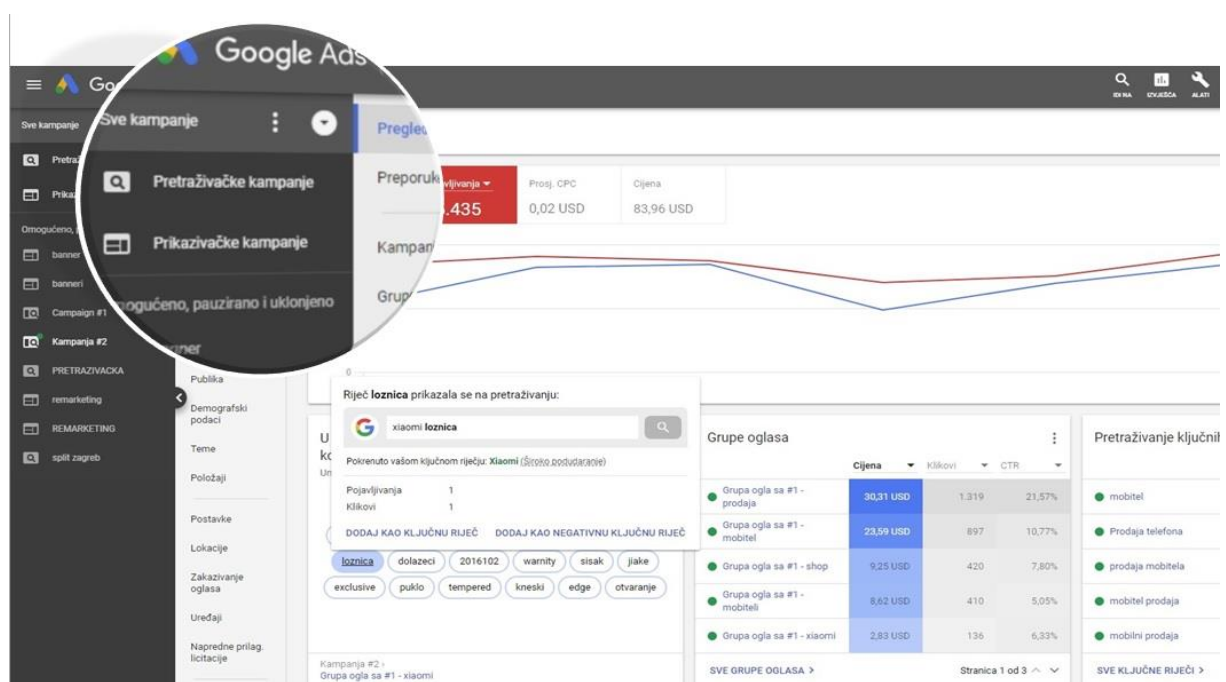 Google Ads
IDI NA
IZVJEŠĆA
ALATI
Sve kampanje
Sve kampanje
Pretraživačke kampanje
Prikazivačke kampanje
banner
banneri
Campaign #1
Kampanja #2
PRETRAZIVACKA
remarketing
REMARKETING
split zagreb
Publika
Demografski
podaci
Teme
Položaji
Postavke
Lokacije
Zakazivanje
oglasa
Uređaji
Napredne prilag.
licitacije
Prosj. CPC
0,02 USD
Cijena
83,96 USD
0
Riječ loznica prikazala se na pretraživanju:
xiaomi loznica
Pokrenuto vašom ključnom riječju: Xiaomi (Široko podudaranje)
Pojavljivanja 1
Klikovi 1
DODAJ KAO KLJUČNU RIJEČ DODAJ KAO NEGATIVNU KLJUČNU RIJEČ
loznica dolazeci 2016102 warnity sisak jiake
exclusive puklo tempered kneski edge otvaranje
Kampanja #2 ›
Grupa ogla sa #1 - xiaomi
Grupe oglasa
Cijena Klikovi CTR
Grupa ogla sa #1 -
prodaja 30,31 USD 1.319 21,57%
Grupa ogla sa #1 -
mobitel 23,59 USD 897 10,77%
Grupa ogla sa #1 - shop 9,25 USD 420 7,80%
Grupa ogla sa #1 -
mobiteli 8,62 USD 410 5,05%
Grupa ogla sa #1 - xiaomi 2,83 USD 136 6,33%
SVE GRUPE OGLASA > Stranica 1 od 3
Pretraživanje
mobitel
Prodaja telefona
prodaja mobitela
mobitel prodaja
mobilni prodaja
SVE KLJUČNE RIJEČI >